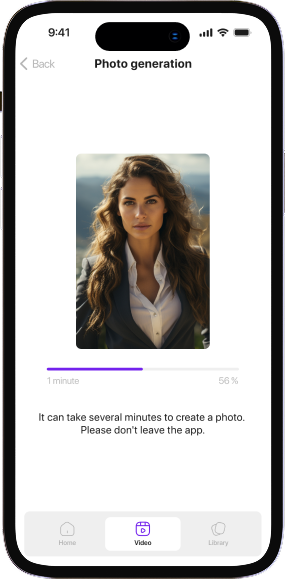 9:41
Back
Photo generation
1 minute
56%
It can take several minutes to create a photo.
Please don't leave the app.
Home
Video
Library